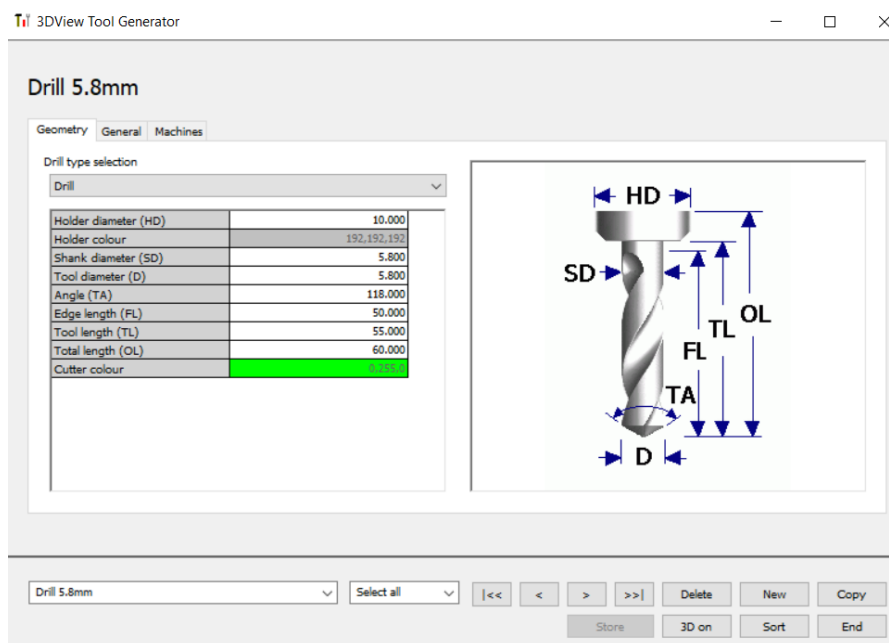 3DView Tool Generator
Drill 5.8mm
Geometry General Machines
Drill type selection
Drill
Holder diameter (HD) 10.000
Holder colour 192,192,192
Shank diameter (SD) 5.800
Tool diameter (D) 5.800
Angle (TA) 118.000
Edge length (FL) 50.000
Tool length (TL) 55.000
Total length (OL) 60.000
Cutter colour 0,255,0
HD
SD
OL
TL
FL
TA
D
Drill 5.8mm Select all |<< < > >>| Delete New Copy
Store 3D on Sort End